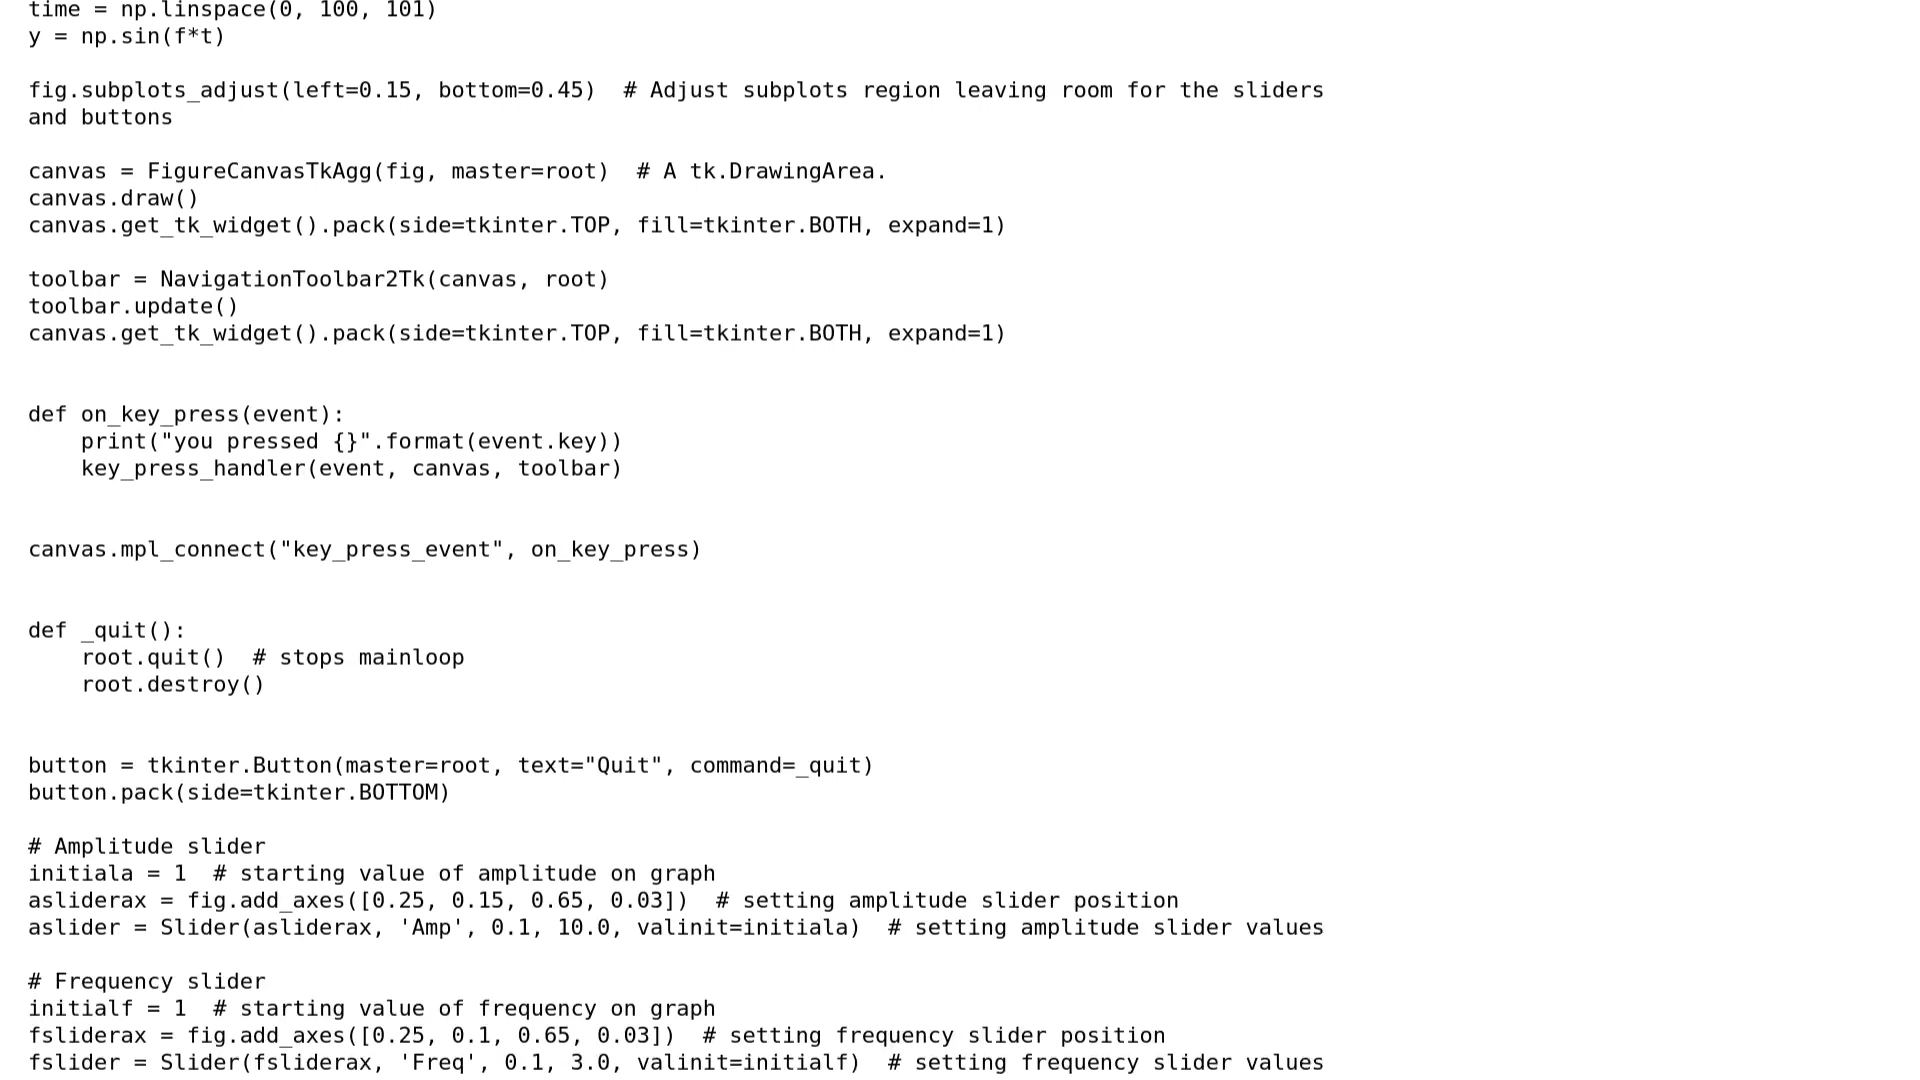 time = np.linspace(0, 100, 101)
y = np.sin(f*t)

fig.subplots_adjust(left=0.15, bottom=0.45)  # Adjust subplots region leaving room for the sliders
and buttons

canvas = FigureCanvasTkAgg(fig, master=root)  # A tk.DrawingArea.
canvas.draw()
canvas.get_tk_widget().pack(side=tkinter.TOP, fill=tkinter.BOTH, expand=1)

toolbar = NavigationToolbar2Tk(canvas, root)
toolbar.update()
canvas.get_tk_widget().pack(side=tkinter.TOP, fill=tkinter.BOTH, expand=1)


def on_key_press(event):
    print("you pressed {}".format(event.key))
    key_press_handler(event, canvas, toolbar)


canvas.mpl_connect("key_press_event", on_key_press)


def _quit():
    root.quit()  # stops mainloop
    root.destroy()


button = tkinter.Button(master=root, text="Quit", command=_quit)
button.pack(side=tkinter.BOTTOM)

# Amplitude slider
initiala = 1  # starting value of amplitude on graph
asliderax = fig.add_axes([0.25, 0.15, 0.65, 0.03])  # setting amplitude slider position
aslider = Slider(asliderax, 'Amp', 0.1, 10.0, valinit=initiala)  # setting amplitude slider values

# Frequency slider
initialf = 1  # starting value of frequency on graph
fsliderax = fig.add_axes([0.25, 0.1, 0.65, 0.03])  # setting frequency slider position
fslider = Slider(fsliderax, 'Freq', 0.1, 3.0, valinit=initialf)  # setting frequency slider values